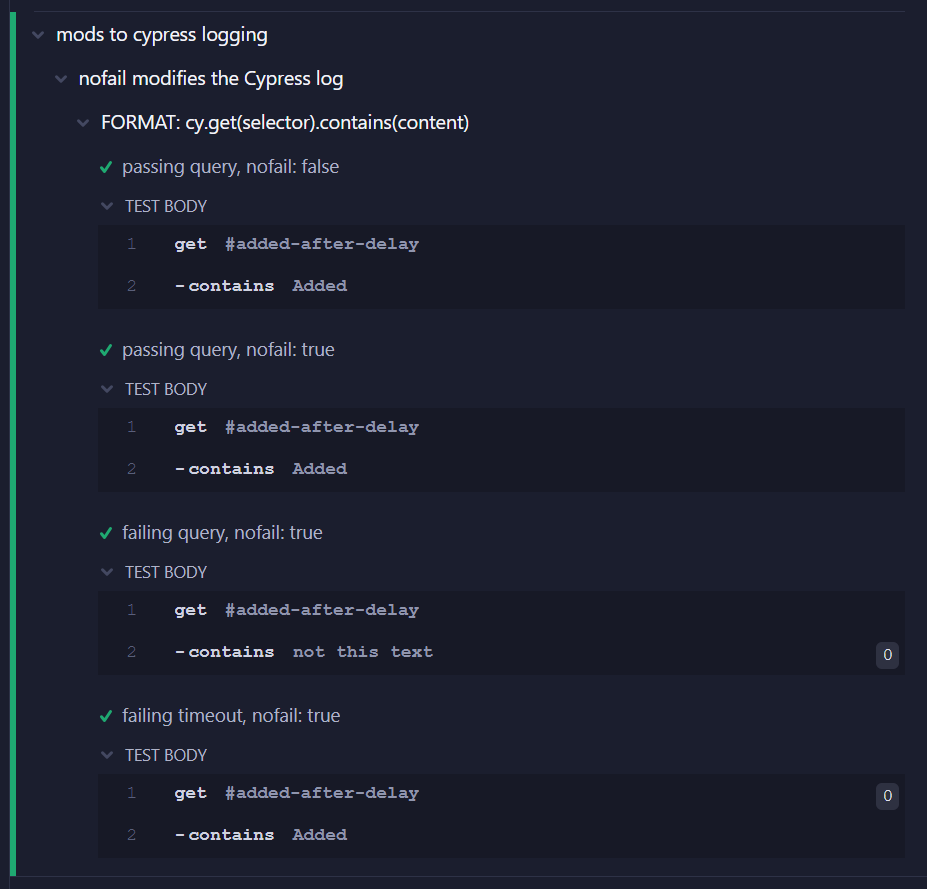 mods to cypress logging
nofail modifies the Cypress log
FORMAT: cy.get(selector).contains(content)
passing query, nofail: false
TEST BODY
1 get #added-after-delay
2 -contains Added
passing query, nofail: true
TEST BODY
1 get #added-after-delay
2 -contains Added
failing query, nofail: true
TEST BODY
1 get #added-after-delay
2 -contains not this text 0
failing timeout, nofail: true
TEST BODY
1 get #added-after-delay 0
2 -contains Added